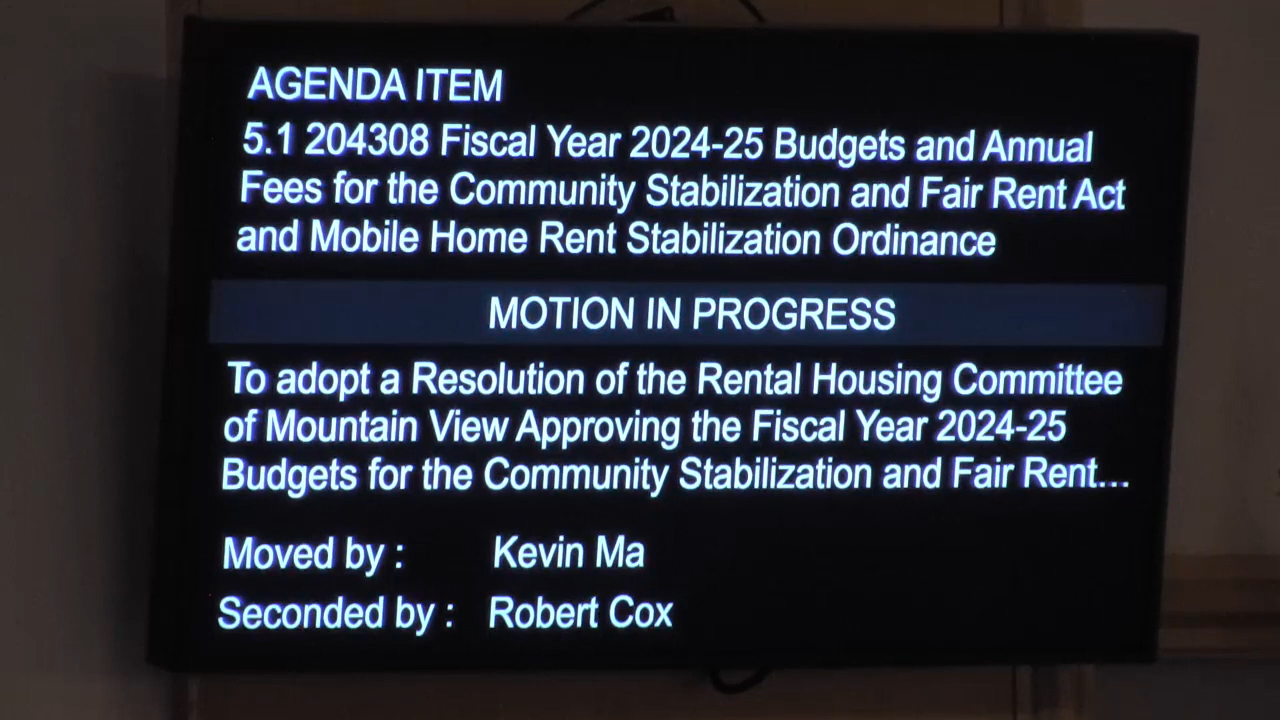 AGENDA ITEM
5.1 204308 Fiscal Year 2024-25 Budgets and Annual
Fees for the Community Stabilization and Fair Rent Act
and Mobile Home Rent Stabilization Ordinance
MOTION IN PROGRESS
To adopt a Resolution of the Rental Housing Committee
of Mountain View Approving the Fiscal Year 2024-25
Budgets for the Community Stabilization and Fair Rent...
Moved by : Kevin Ma
Seconded by : Robert Cox